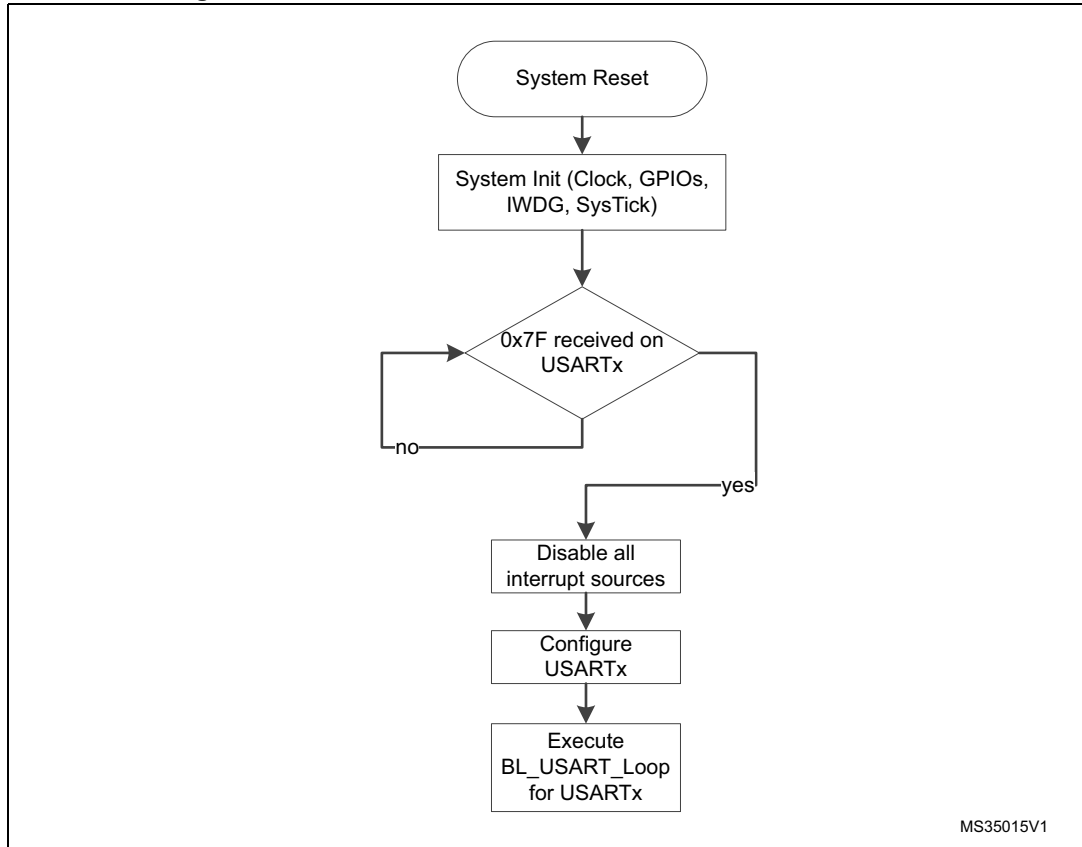 System Reset
System Init (Clock, GPIOs,
IWDG, SysTick)
0x7F received on
USARTx
no
yes
Disable all
interrupt sources
Configure
USARTx
Execute
BL_USART_Loop
for USARTx
MS35015V1